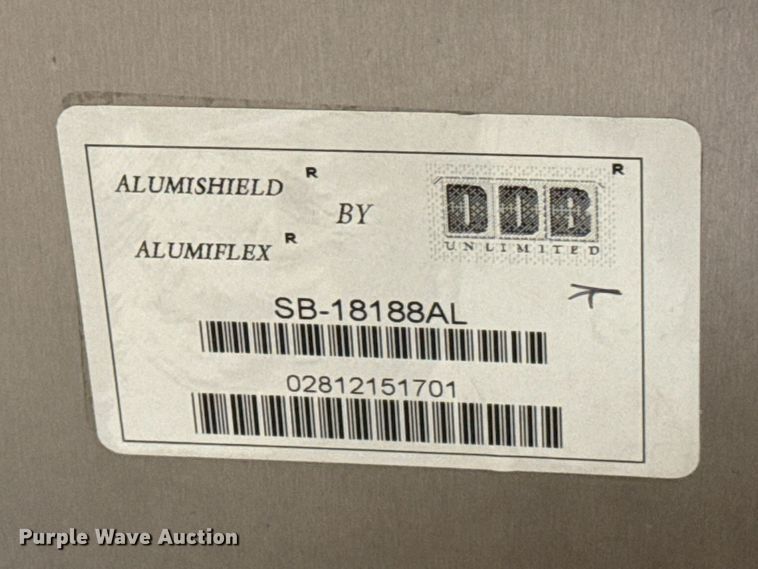 ALUMISHIELD R
BY
ALUMIFLEX R
DDB R
UNLIMITED
SB-18188AL
02812151701
Purple Wave Auction